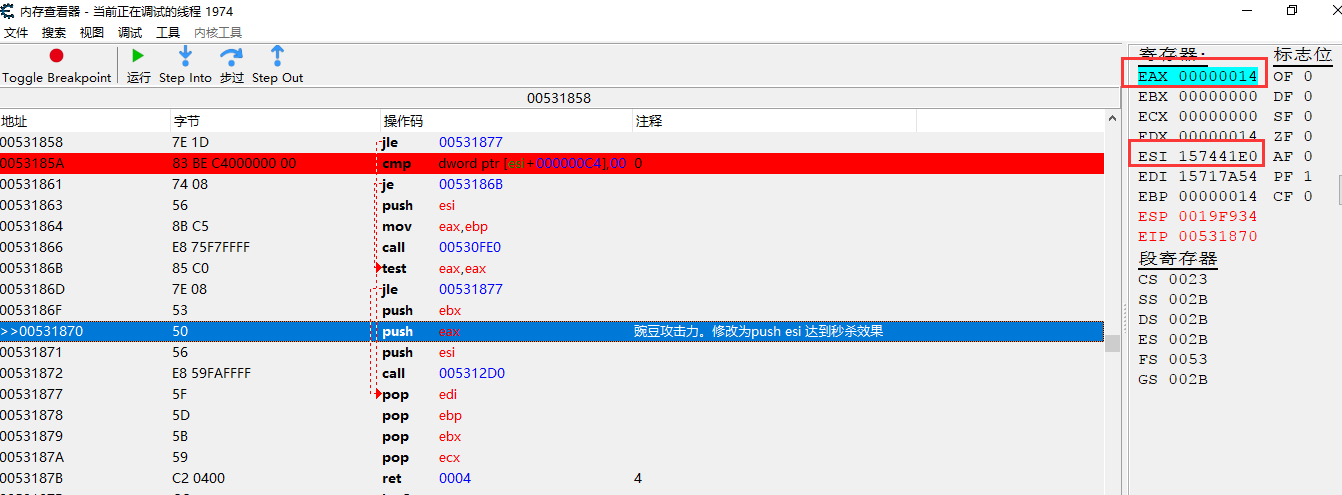 内存查看器 - 当前正在调试的线程 1974
文件 搜索 视图 调试 工具 内核工具
Toggle Breakpoint 运行 Step Into 步过 Step Out
00531858
地址 字节 操作码 注释
00531858 7E 1D jle 00531877
0053185A 83 BE C4000000 00 cmp dword ptr [esi+000000C4],00 0
00531861 74 08 je 0053186B
00531863 56 push esi
00531864 8B C5 mov eax,ebp
00531866 E8 75F7FFFF call 00530FE0
0053186B 85 C0 test eax,eax
0053186D 7E 08 jle 00531877
0053186F 53 push ebx
>>00531870 50 push eax 豌豆攻击力。修改为push esi 达到秒杀效果
00531871 56 push esi
00531872 E8 59FAFFFF call 005312D0
00531877 5F pop edi
00531878 5D pop ebp
00531879 5B pop ebx
0053187A 59 pop ecx
0053187B C2 0400 ret 0004 4
寄存器: 标志位
EAX 00000014 OF 0
EBX 00000000 DF 0
ECX 00000000 SF 0
EDX 00000014 ZF 0
ESI 157441E0 AF 0
EDI 15717A54 PF 1
EBP 00000014 CF 0
ESP 0019F934
EIP 00531870
段寄存器
CS 0023
SS 002B
DS 002B
ES 002B
FS 0053
GS 002B